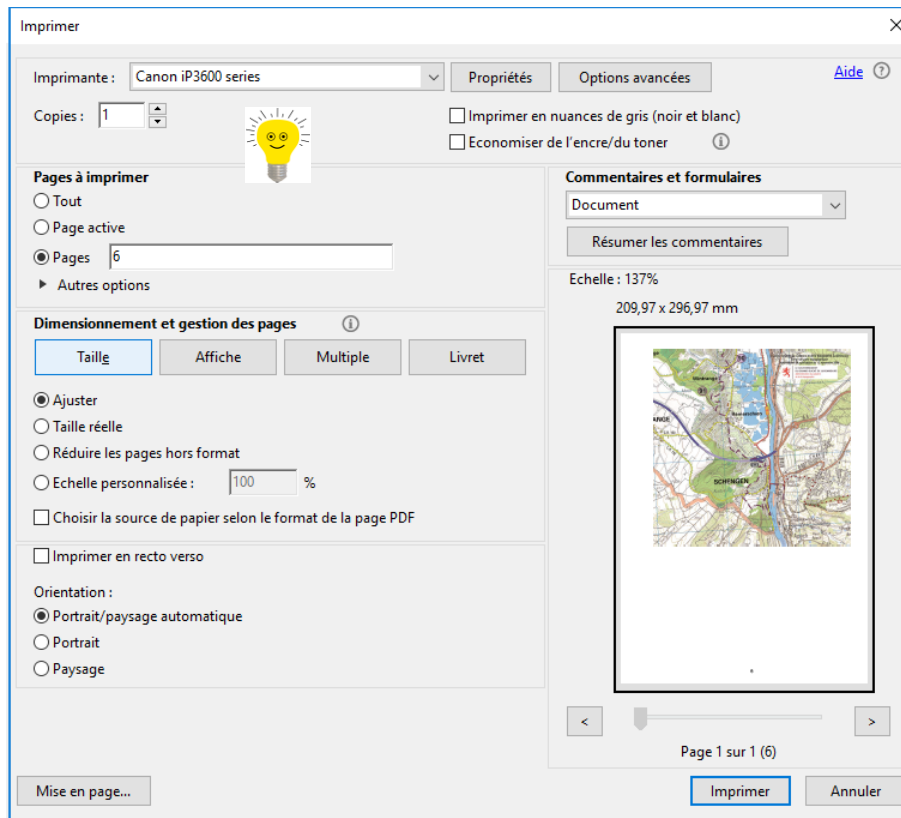 Imprimer
Imprimante : Canon iP3600 series Propriétés Options avancées Aide
Copies : 1
Imprimer en nuances de gris (noir et blanc)
Economiser de l'encre/du toner
Pages à imprimer
Tout
Page active
Pages 6
Autres options
Dimensionnement et gestion des pages
Taille Affiche Multiple Livret
Ajuster
Taille réelle
Réduire les pages hors format
Echelle personnalisée : 100 %
Choisir la source de papier selon le format de la page PDF
Imprimer en recto verso
Orientation :
Portrait/paysage automatique
Portrait
Paysage
Commentaires et formulaires
Document
Résumer les commentaires
Echelle : 137%
209,97 x 296,97 mm
SCHENGEN
< >
Page 1 sur 1 (6)
Mise en page... Imprimer Annuler